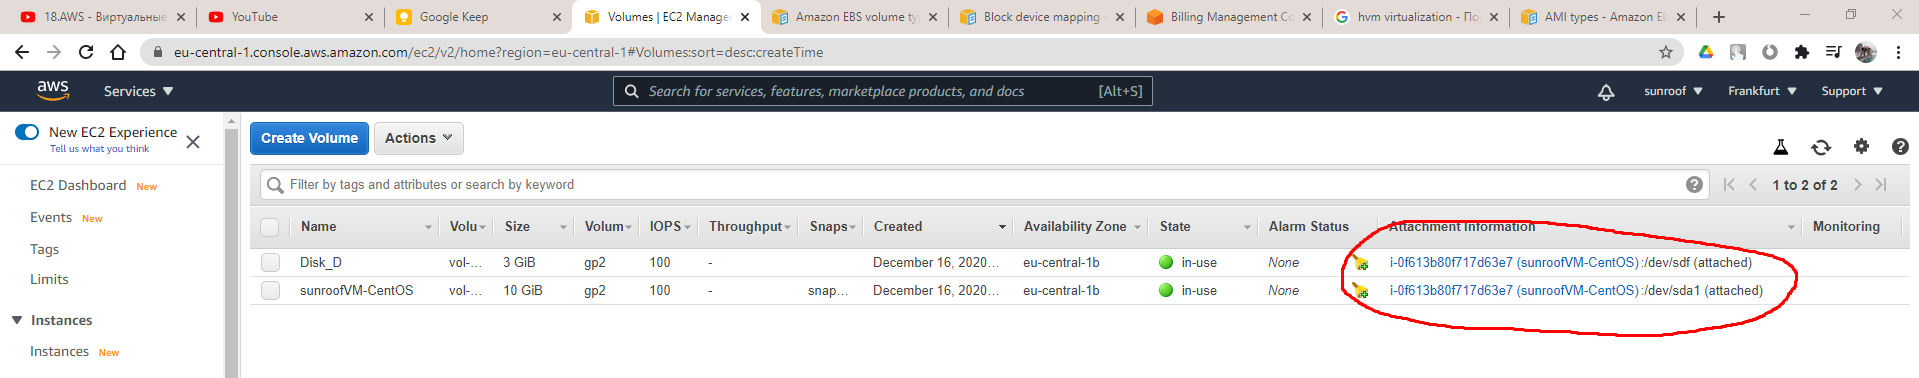 18.AWS - Виртуальные
YouTube
Google Keep
Volumes | EC2 Manage
Amazon EBS volume ty
Block device mapping -
Billing Management Co
hvm virtualization - По
AMI types - Amazon El
eu-central-1.console.aws.amazon.com/ec2/v2/home?region=eu-central-1#Volumes:sort=desc:createTime
aws Services Search for services, features, marketplace products, and docs [Alt+S] sunroof Frankfurt Support
New EC2 Experience
Tell us what you think
EC2 Dashboard New
Events New
Tags
Limits
Instances
Instances New
Create Volume Actions
Filter by tags and attributes or search by keyword 1 to 2 of 2
Name Volu Size Volum IOPS Throughput Snaps Created Availability Zone State Alarm Status Attachment Information Monitoring
Disk_D vol-... 3 GiB gp2 100 - December 16, 2020... eu-central-1b in-use None i-0f613b80f717d63e7 (sunroofVM-CentOS):/dev/sdf (attached)
sunroofVM-CentOS vol-... 10 GiB gp2 100 - snap... December 16, 2020... eu-central-1b in-use None i-0f613b80f717d63e7 (sunroofVM-CentOS):/dev/sda1 (attached)